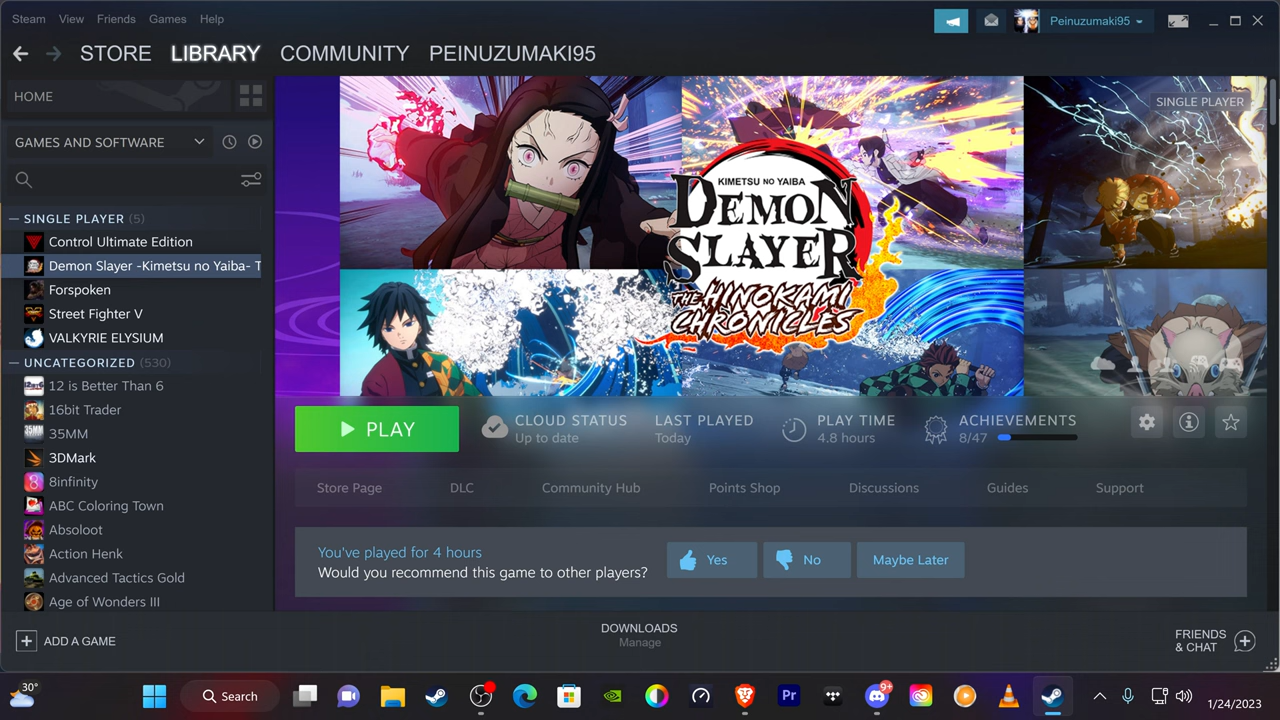 Steam View Friends Games Help
Peinuzumaki95
STORE LIBRARY COMMUNITY PEINUZUMAKI95
HOME
GAMES AND SOFTWARE
SINGLE PLAYER (5)
Control Ultimate Edition
Demon Slayer -Kimetsu no Yaiba- T
Forspoken
Street Fighter V
VALKYRIE ELYSIUM
UNCATEGORIZED (530)
12 is Better Than 6
16bit Trader
35MM
35MM
3DMark
8infinity
ABC Coloring Town
Absoloot
Action Henk
Advanced Tactics Gold
Age of Wonders III
ADD A GAME
SINGLE PLAYER
KIMETSU NO YAIBA
DEMON
SLAYER
THE HINOKAMI
CHRONICLES
PLAY
CLOUD STATUS
Up to date
LAST PLAYED
Today
PLAY TIME
4.8 hours
ACHIEVEMENTS
8/47
Store Page DLC Community Hub Points Shop Discussions Guides Support
You've played for 4 hours
Would you recommend this game to other players?
Yes No Maybe Later
DOWNLOADS
Manage
FRIENDS
& CHAT
30°
Search
Pr
9+
1/24/2023